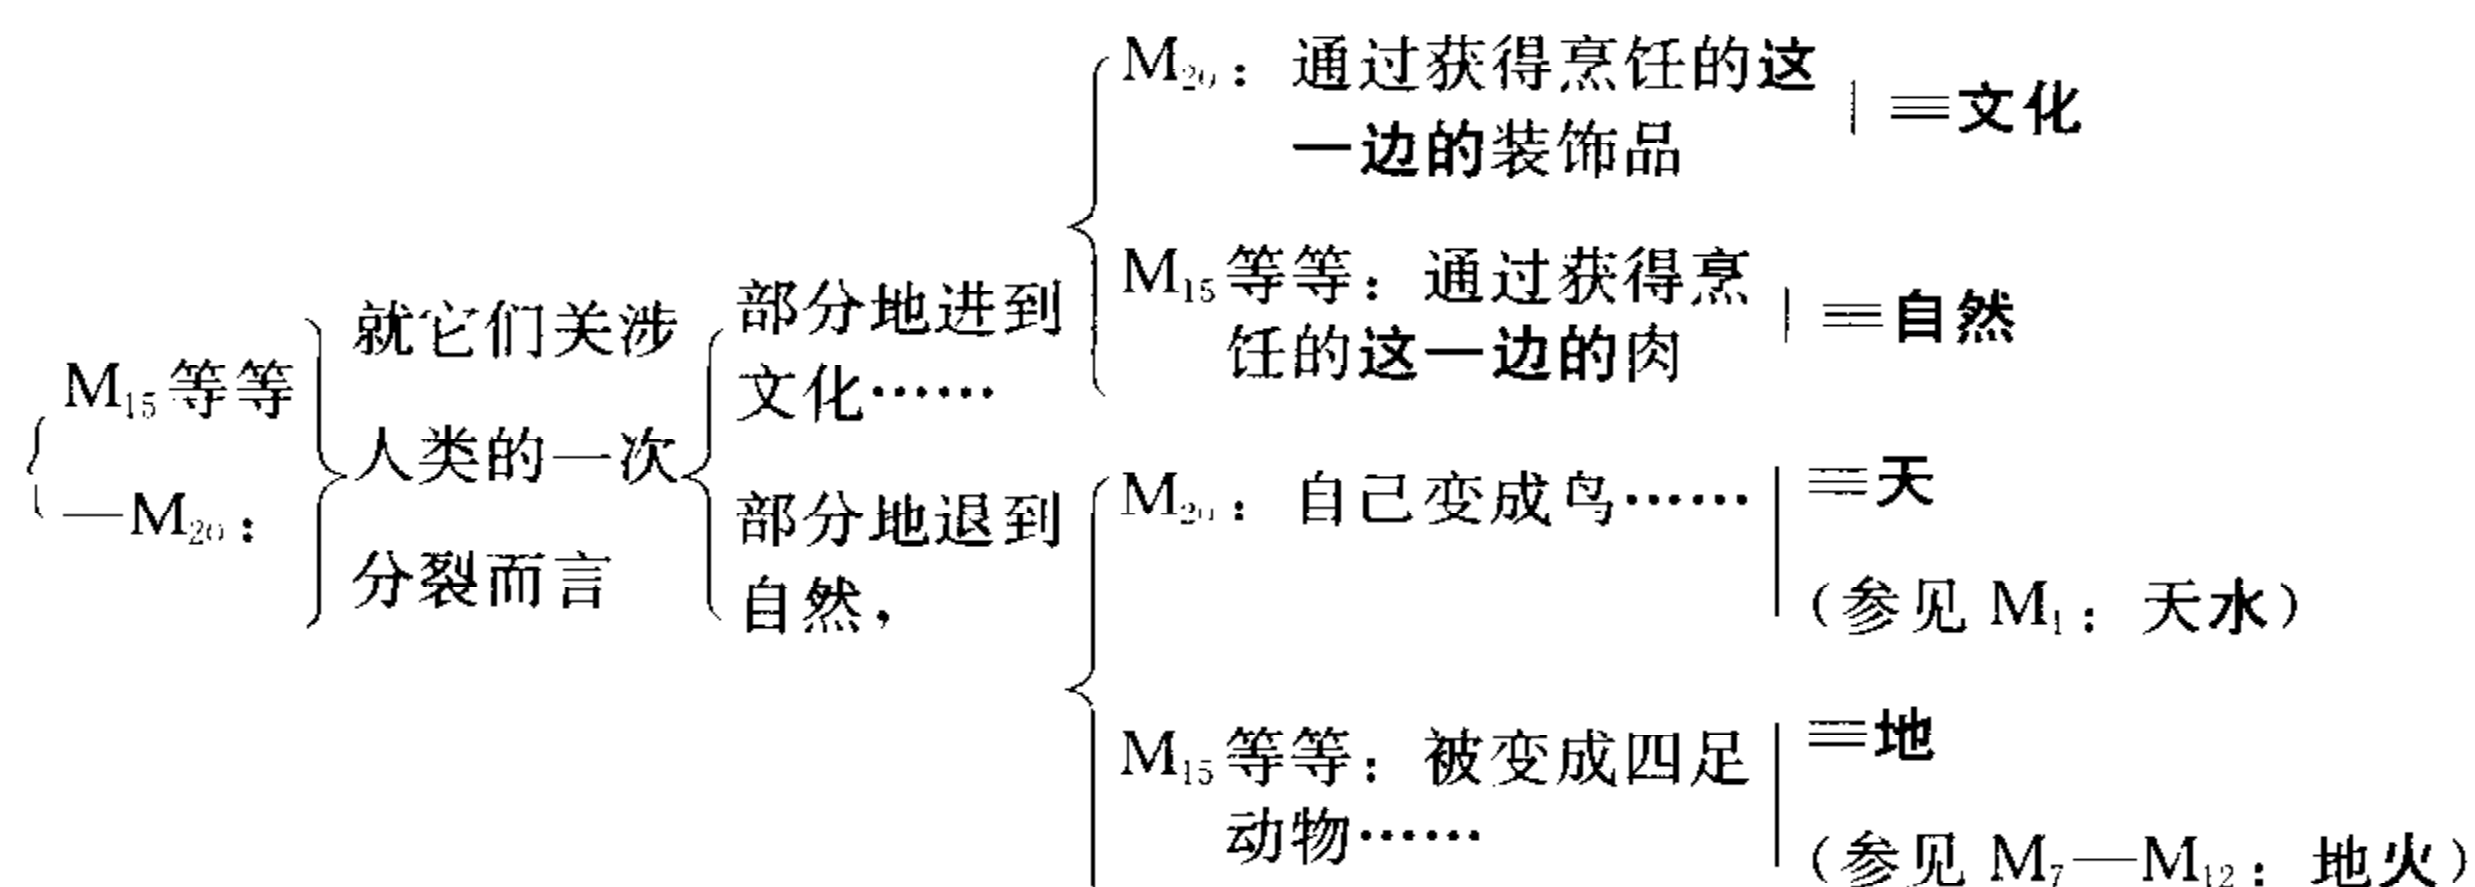 M₁₅等等
—M₂₀：
就它们关涉
人类的一次
分裂而言
部分地进到
文化……
M₂₀：通过获得烹饪的这
一边的装饰品
≡文化
M₁₅等等：通过获得烹
饪的这一边的肉
≡自然
部分地退到
自然，
M₂₀：自己变成鸟……
≡天
（参见 M₁：天水）
M₁₅等等：被变成四足
动物……
≡地
（参见 M₇—M₁₂：地火）